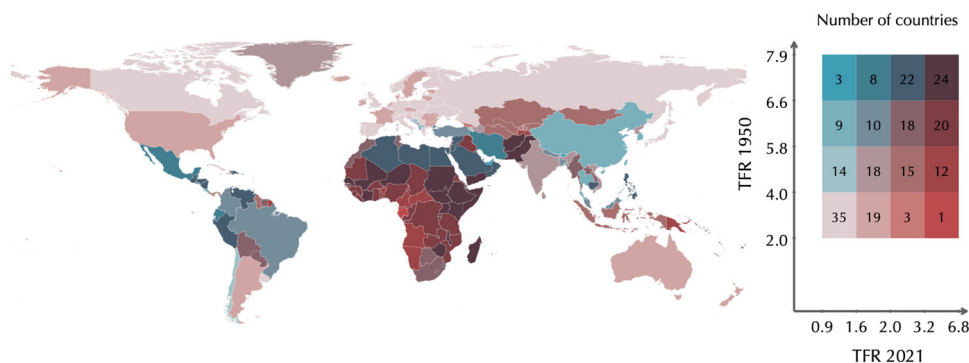 Number of countries
7.9
3 8 22 24
6.6
9 10 18 20
5.8
14 18 15 12
4.0
35 19 3 1
2.0
TFR 1950
0.9 1.6 2.0 3.2 6.8
TFR 2021